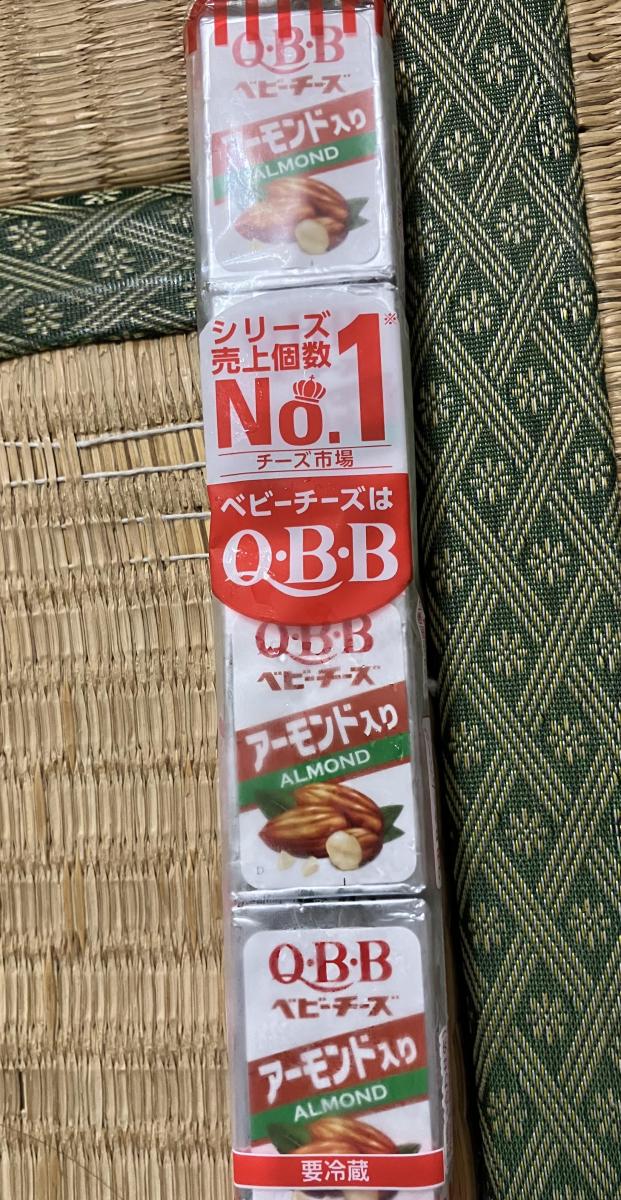 Q・B・B
ベビーチーズ
アーモンド入り
ALMOND
シリーズ
売上個数
No.1※
チーズ市場
ベビーチーズは
Q・B・B
Q・B・B
ベビーチーズ
アーモンド入り
ALMOND
D
Q・B・B
ベビーチーズ
アーモンド入り
ALMOND
要冷蔵